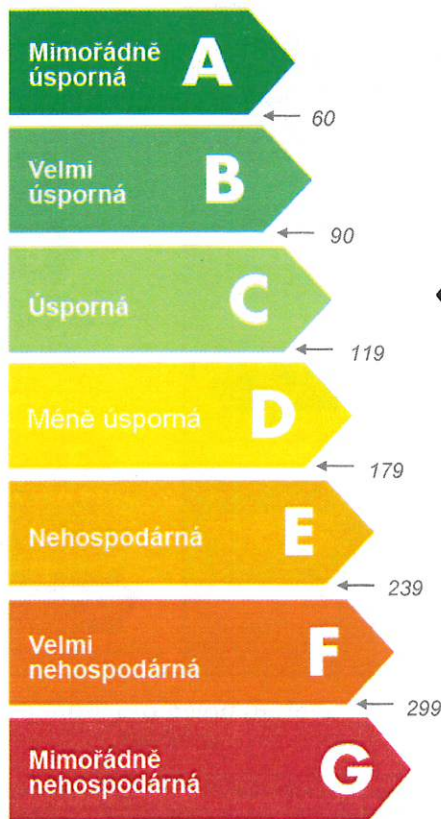 Mimořádně
úsporná
A
← 60
Velmi
úsporná
B
← 90
Úsporná
C
← 119
Méně úsporná
D
← 179
Nehospodárná
E
← 239
Velmi
nehospodárná
F
← 299
Mimořádně
nehospodárná
G